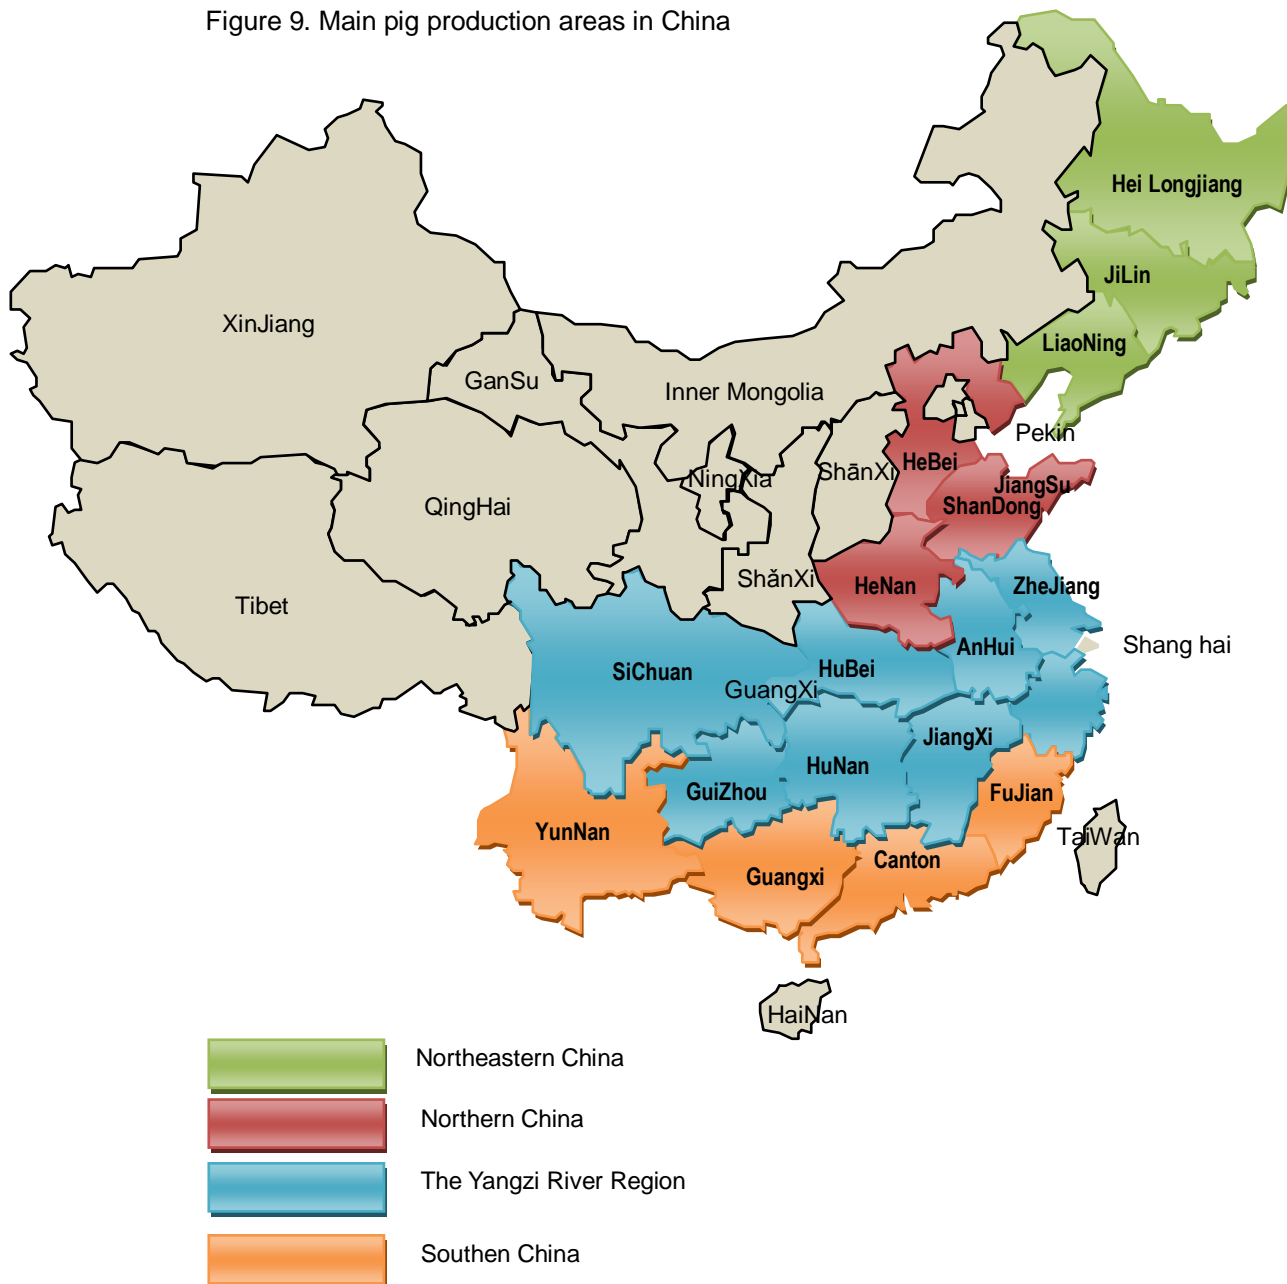 Figure 9. Main pig production areas in China
Hei Longjiang
JiLin
XinJiang
LiaoNing
GanSu
Inner Mongolia
Pekin
HeBei
ShānXi
NingXia
JiangSu
ShanDong
QingHai
ShǎnXi
HeNan
ZheJiang
Tibet
AnHui
Shang hai
SiChuan
HuBei
GuangXi
JiangXi
HuNan
GuiZhou
FuJian
YunNan
TaiWan
Canton
Guangxi
HaiNan
Northeastern China
Northern China
The Yangzi River Region
Southen China